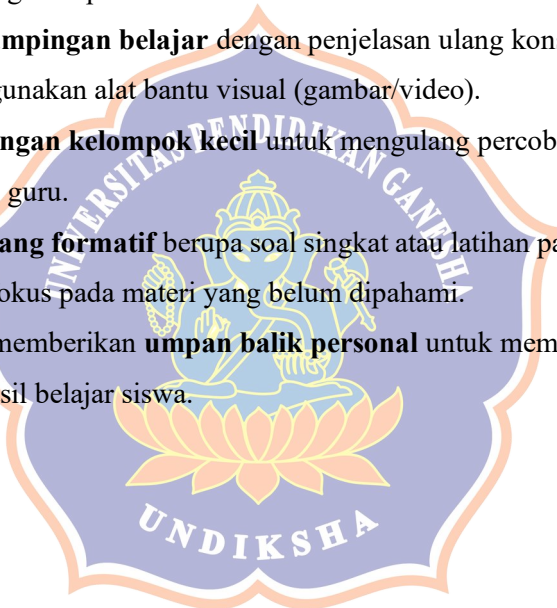 mpingan belajar dengan penjelasan ulang kon
gunakan alat bantu visual (gambar/video).
ngan kelompok kecil untuk mengulang percob
guru.
ang formatif berupa soal singkat atau latihan pa
okus pada materi yang belum dipahami.
memberikan umpan balik personal untuk mem
sil belajar siswa.
UNIVERSITAS PENDIDIKAN GANESHA
UNDIKSHA